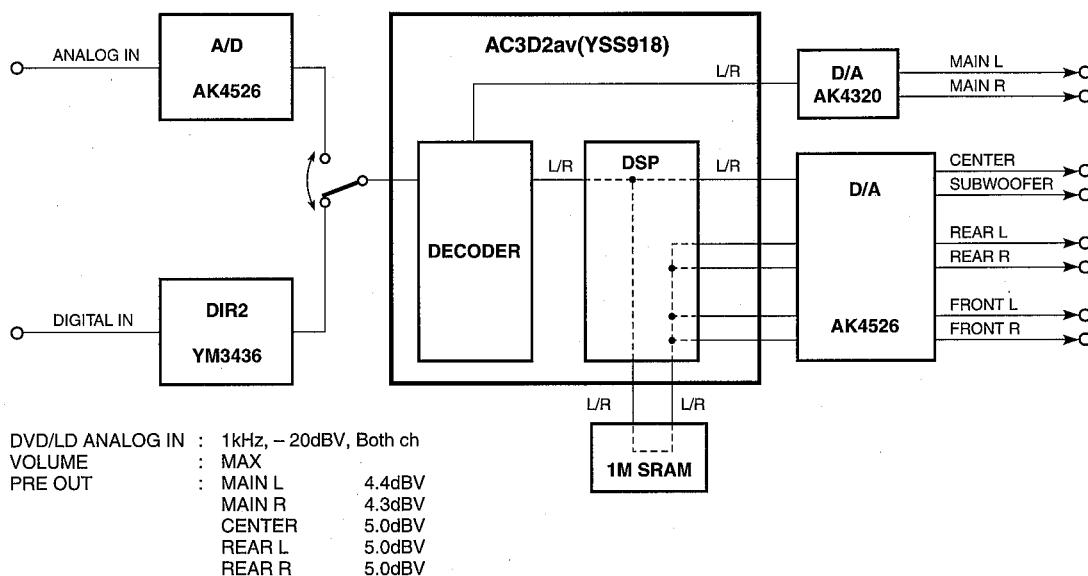 ANALOG IN
A/D
AK4526
AC3D2av(YSS918)
L/R
D/A
AK4320
MAIN L
MAIN R
DECODER
L/R
DSP
L/R
D/A
AK4526
CENTER
SUBWOOFER
REAR L
REAR R
FRONT L
FRONT R
DIGITAL IN
DIR2
YM3436
L/R
L/R
1M SRAM
DVD/LD ANALOG IN : 1kHz, – 20dBV, Both ch
VOLUME : MAX
PRE OUT : MAIN L 4.4dBV
MAIN R 4.3dBV
CENTER 5.0dBV
REAR L 5.0dBV
REAR R 5.0dBV